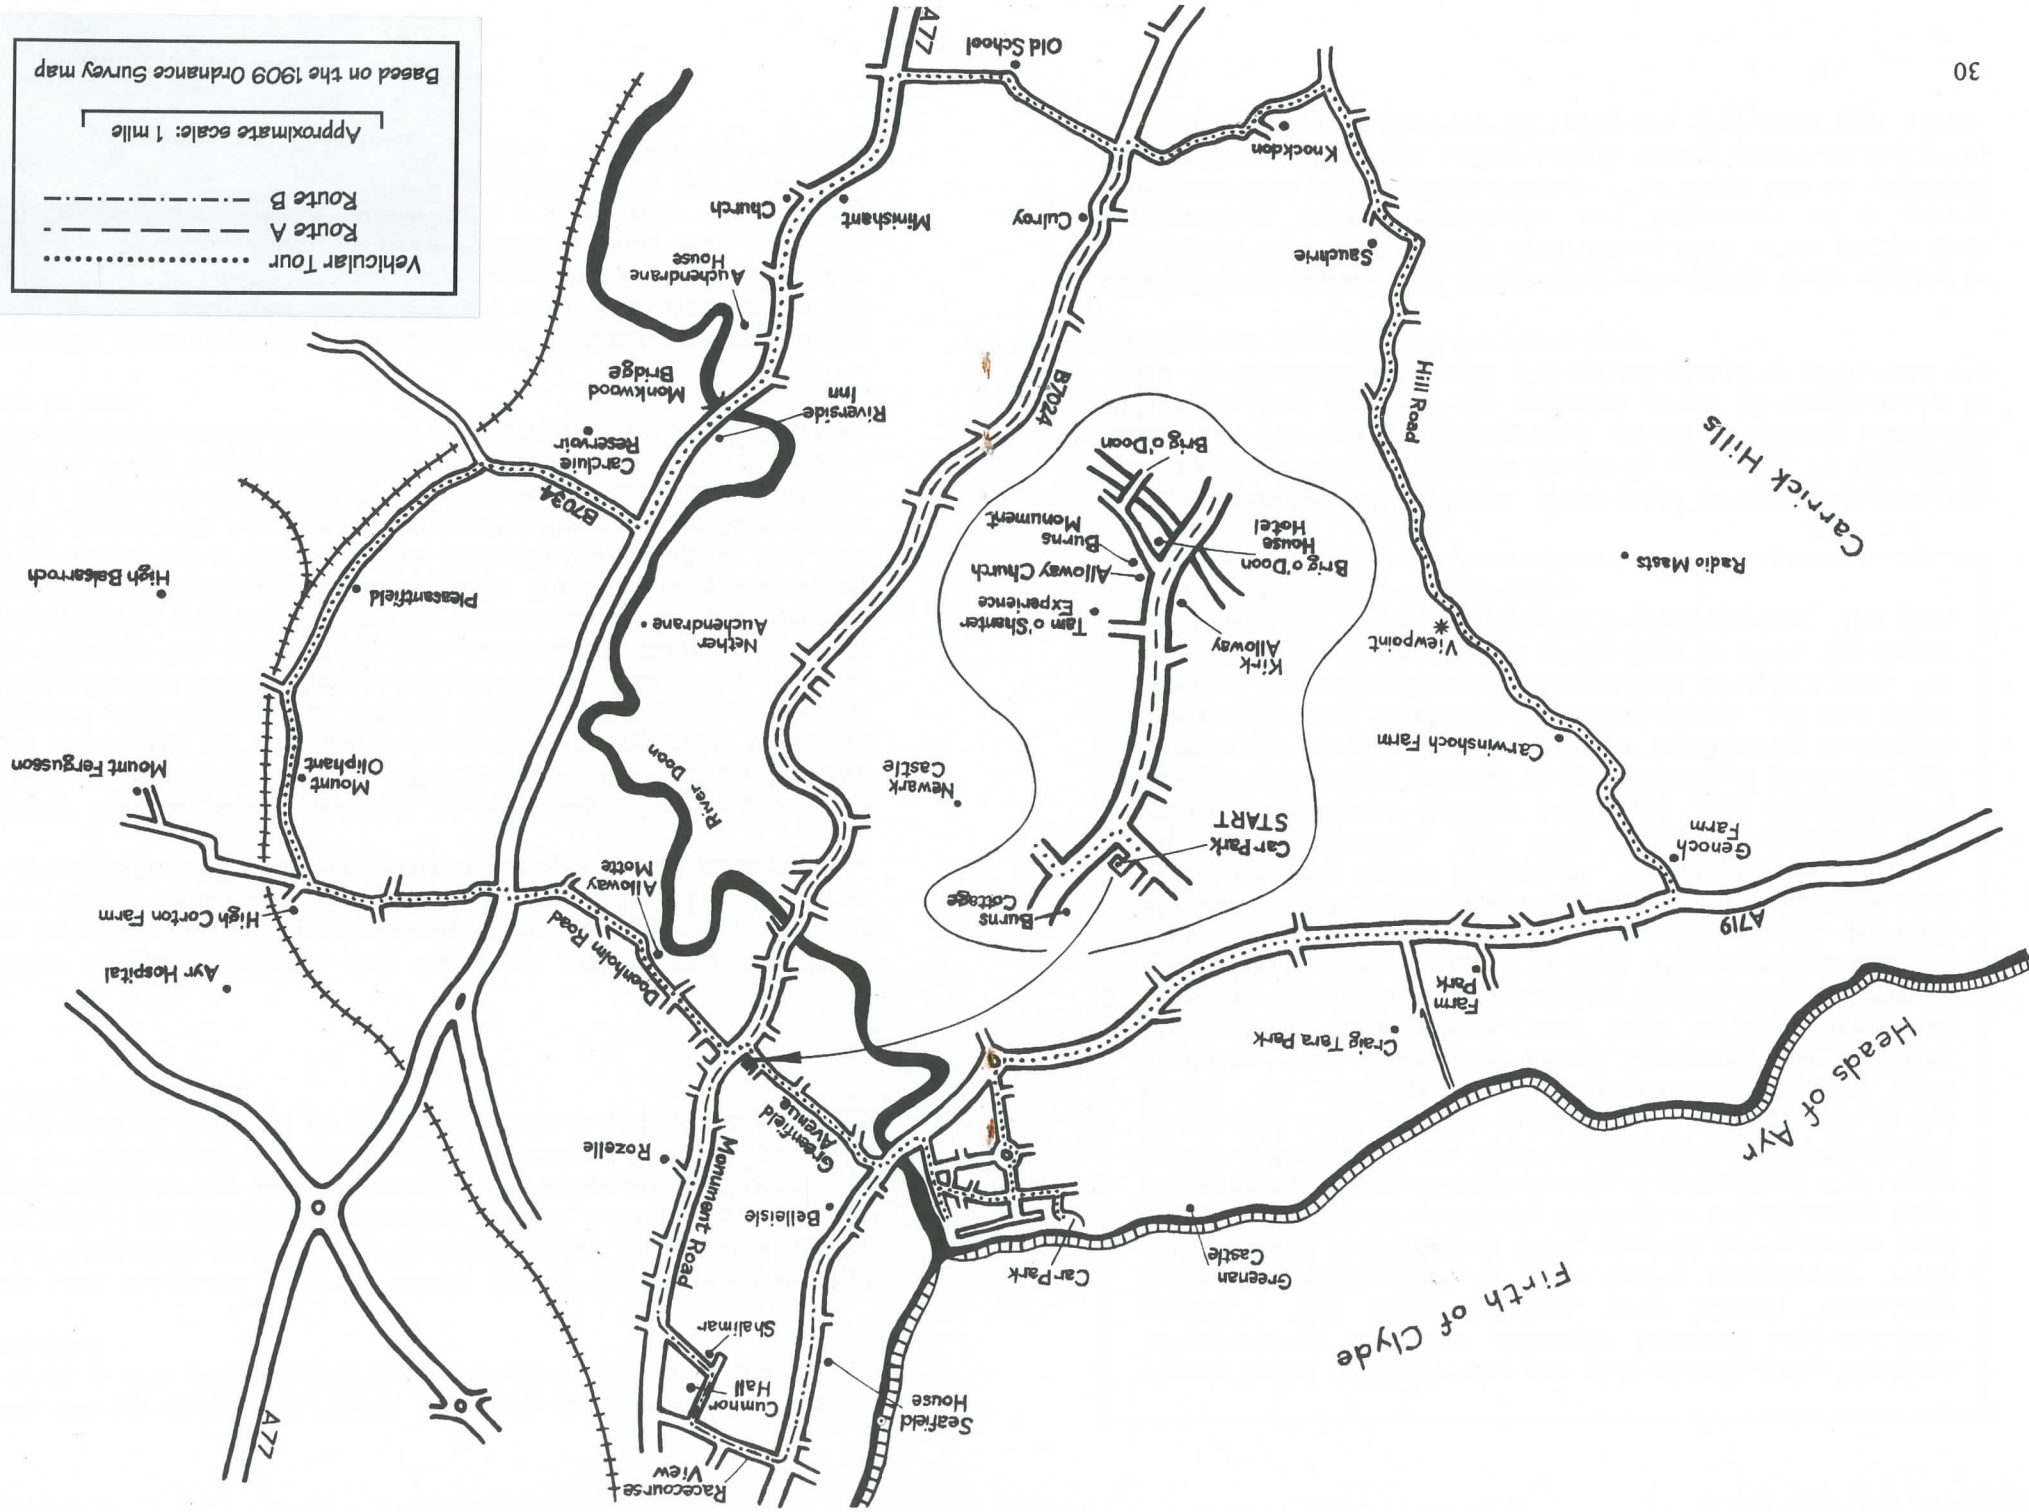 Racecourse
View
Seafield
House
Cumnor
Hall
Shalimar
A77
Firth of Clyde
Greenan
Castle
Car Park
Belleisle
Monument Road
Rozelle
Greenfield
Avenue
Heads of Ayr
Craig Tara Park
Farm
Park
A719
Ayr Hospital
Doonholm Road
High Corton Farm
Alloway
Motte
Burns
Cottage
Car Park
START
Genoch
Farm
Newark
Castle
River Doon
Mount
Oliphant
Mount Fergusson
Carwinshoch Farm
Viewpoint
Kirk
Alloway
Tam o'Shanter
Experience
Alloway Church
Burns
Monument
Brig o'Doon
House
Hotel
Brig o'Doon
Nether
Auchendrane
Pleasantfield
High Balsarroch
Radio Masts
Carrick Hills
B7034
Carcluie
Reservoir
Riverside
Inn
Monkwood
Bridge
B7024
Hill Road
Auchendrane
House
Sauchrie
Culroy
Minishant
Church
Knockdon
Old School
A77
Vehicular Tour
Route A
Route B
Approximate scale: 1 mile
Based on the 1909 Ordnance Survey map
30